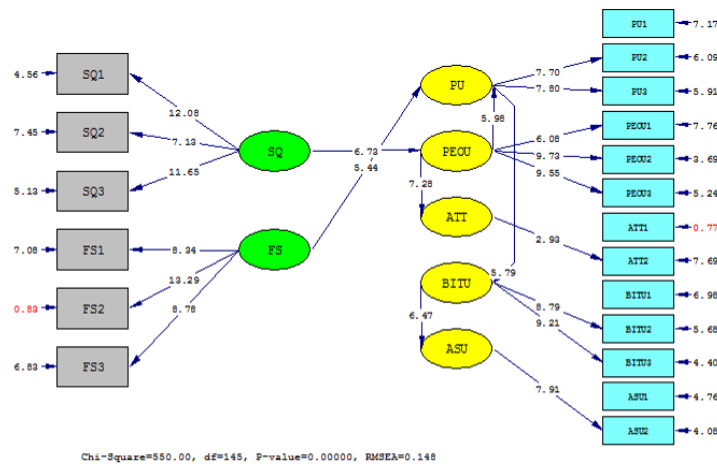 PU1 7.17
4.56 SQ1 PU2 6.09
PU 7.70
12.08 7.80 PU3 5.91
7.45 SQ2 5.98 PEOU1 7.76
7.13 SQ 6.73 PEOU 6.08
5.44 9.73 PEOU2 3.69
11.65 9.55
5.13 SQ3 7.28 PEOU3 5.24
ATT ATT1 0.77
7.08 FS1 8.34 FS 2.93
ATT2 7.69
13.29 5.79
BITU BITU1 6.98
0.83 FS2 8.78 6.47 8.79
9.21 BITU2 5.68
ASU BITU3 4.40
6.83 FS3
7.91 ASU1 4.76
ASU2 4.08
Chi-Square=550.00, df=145, P-value=0.00000, RMSEA=0.148